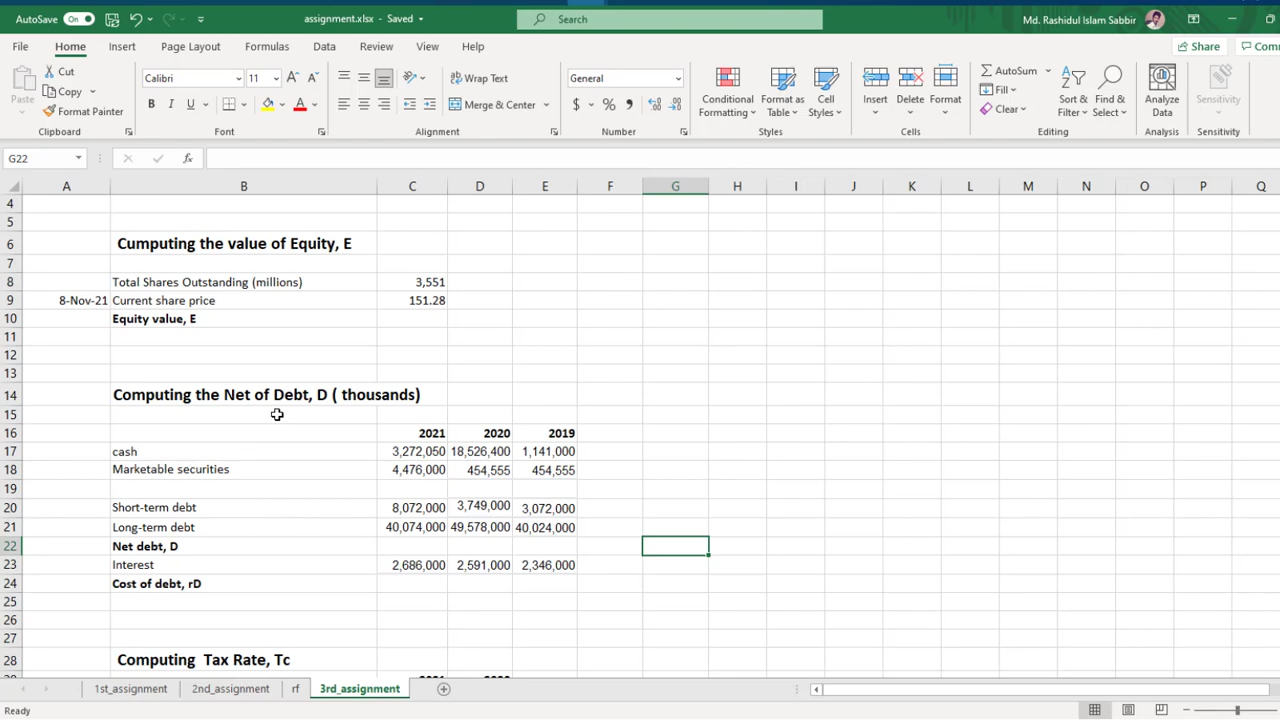 AutoSave On assignment.xlsx - Saved Search Md. Rashidul Islam Sabbir
File Home Insert Page Layout Formulas Data Review View Help Share Com
Paste Cut Copy Format Painter Clipboard
Calibri 11 A A B I U A Font
Wrap Text Merge & Center Alignment
General $ % , Number
Conditional Formatting Format as Table Cell Styles Styles
Insert Delete Format Cells
AutoSum Fill Clear Sort & Filter Find & Select Editing
Analyze Data Analysis
Sensitivity Sensitivity
G22 fx
A B C D E F G H I J K L M N O P Q
4
5
6 Cumputing the value of Equity, E
7
8 Total Shares Outstanding (millions) 3,551
9 8-Nov-21 Current share price 151.28
10 Equity value, E
11
12
13
14 Computing the Net of Debt, D ( thousands)
15
16 2021 2020 2019
17 cash 3,272,050 18,526,400 1,141,000
18 Marketable securities 4,476,000 454,555 454,555
19
20 Short-term debt 8,072,000 3,749,000 3,072,000
21 Long-term debt 40,074,000 49,578,000 40,024,000
22 Net debt, D
23 Interest 2,686,000 2,591,000 2,346,000
24 Cost of debt, rD
25
26
27
28 Computing Tax Rate, Tc
1st_assignment 2nd_assignment rf 3rd_assignment
Ready